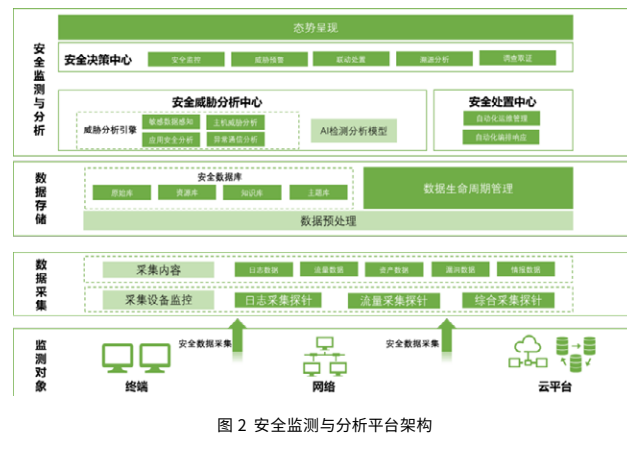 态势呈现
安全监测与分析
安全决策中心
安全监控
威胁预警
联动处置
溯源分析
调查取证
安全威胁分析中心
威胁分析引擎
敏感数据感知
主机威胁分析
应用安全分析
异常通信分析
AI检测分析模型
安全处置中心
自动化运维管理
自动化编排响应
数据存储
安全数据库
原始库
资源库
知识库
主题库
数据生命周期管理
数据预处理
数据采集
采集内容
日志数据
流量数据
资产数据
漏洞数据
情报数据
采集设备监控
日志采集探针
流量采集探针
综合采集探针
监测对象
安全数据采集
安全数据采集
终端
网络
云平台
图 2 安全监测与分析平台架构